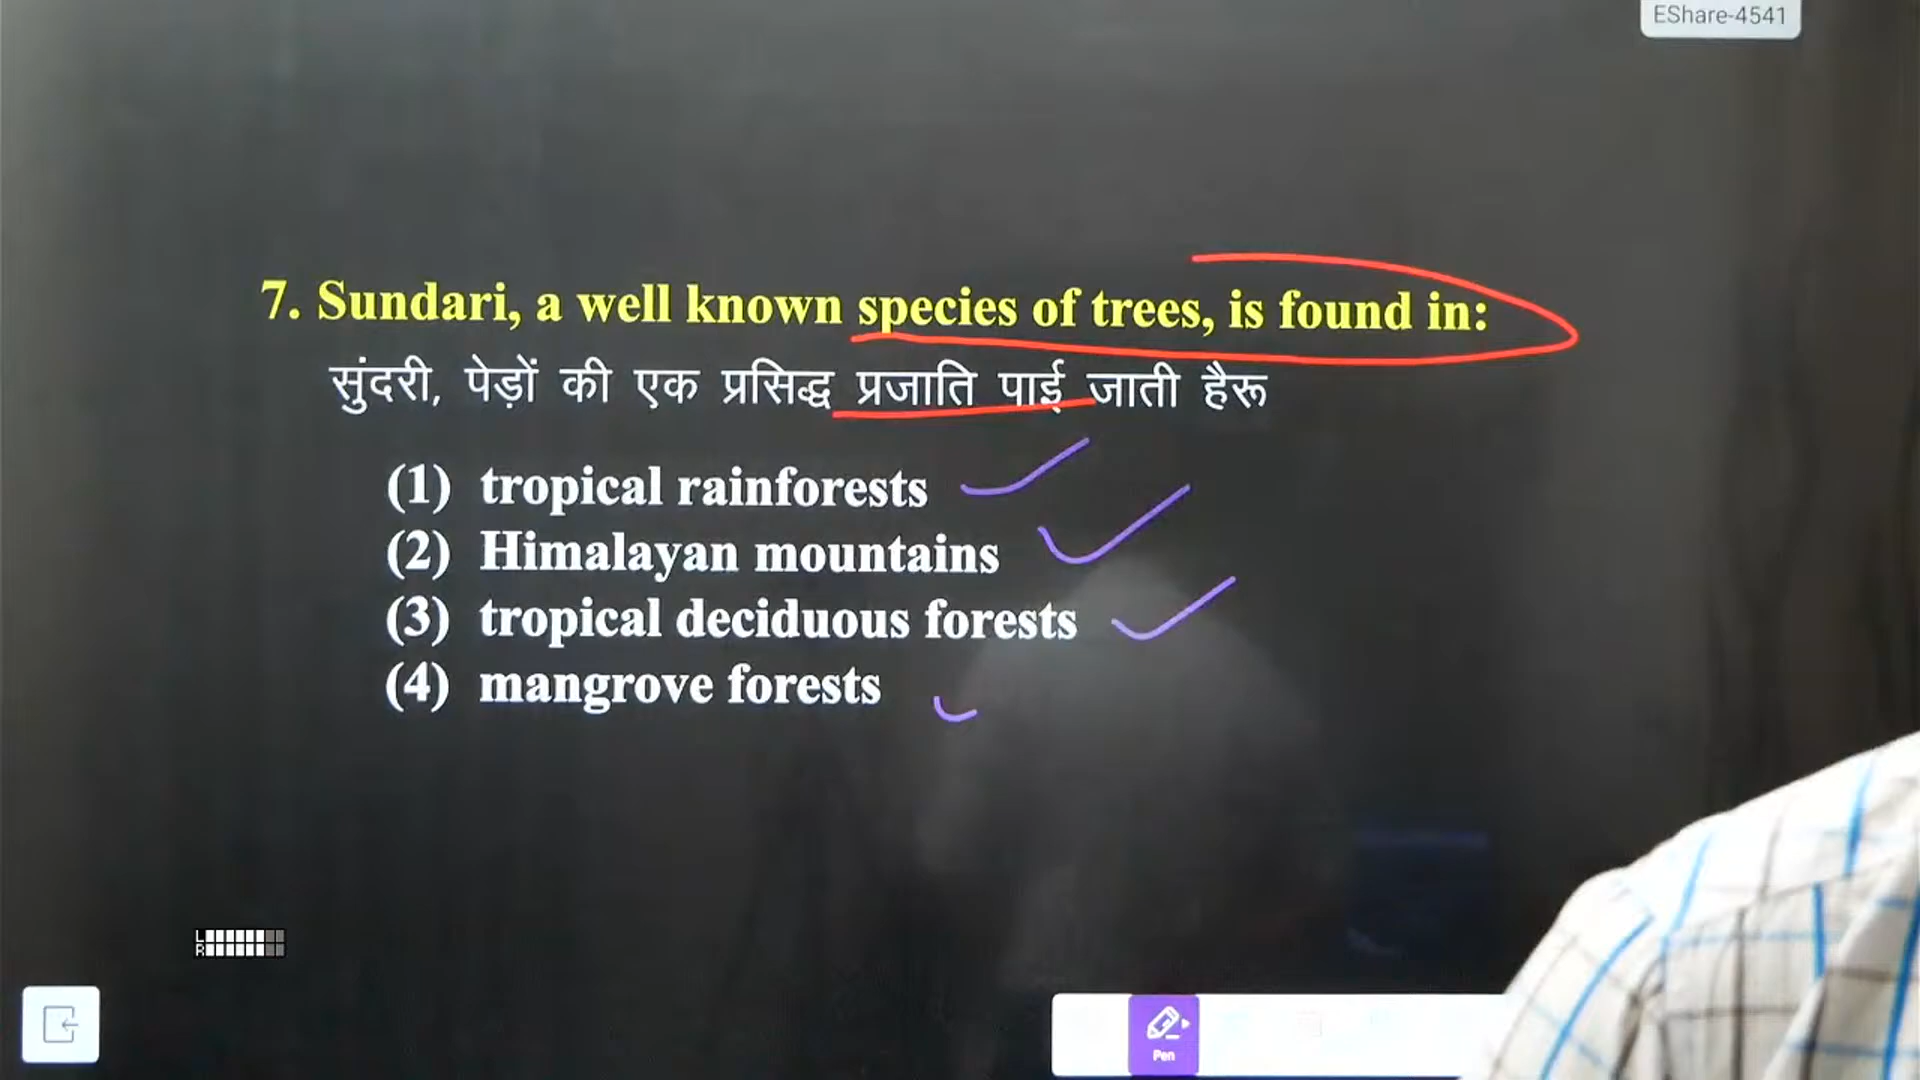 EShare-4541
7. Sundari, a well known species of trees, is found in:
सुंदरी, पेड़ों की एक प्रसिद्ध प्रजाति पाई जाती हैरू
(1) tropical rainforests
(2) Himalayan mountains
(3) tropical deciduous forests
(4) mangrove forests
L
R
Pen